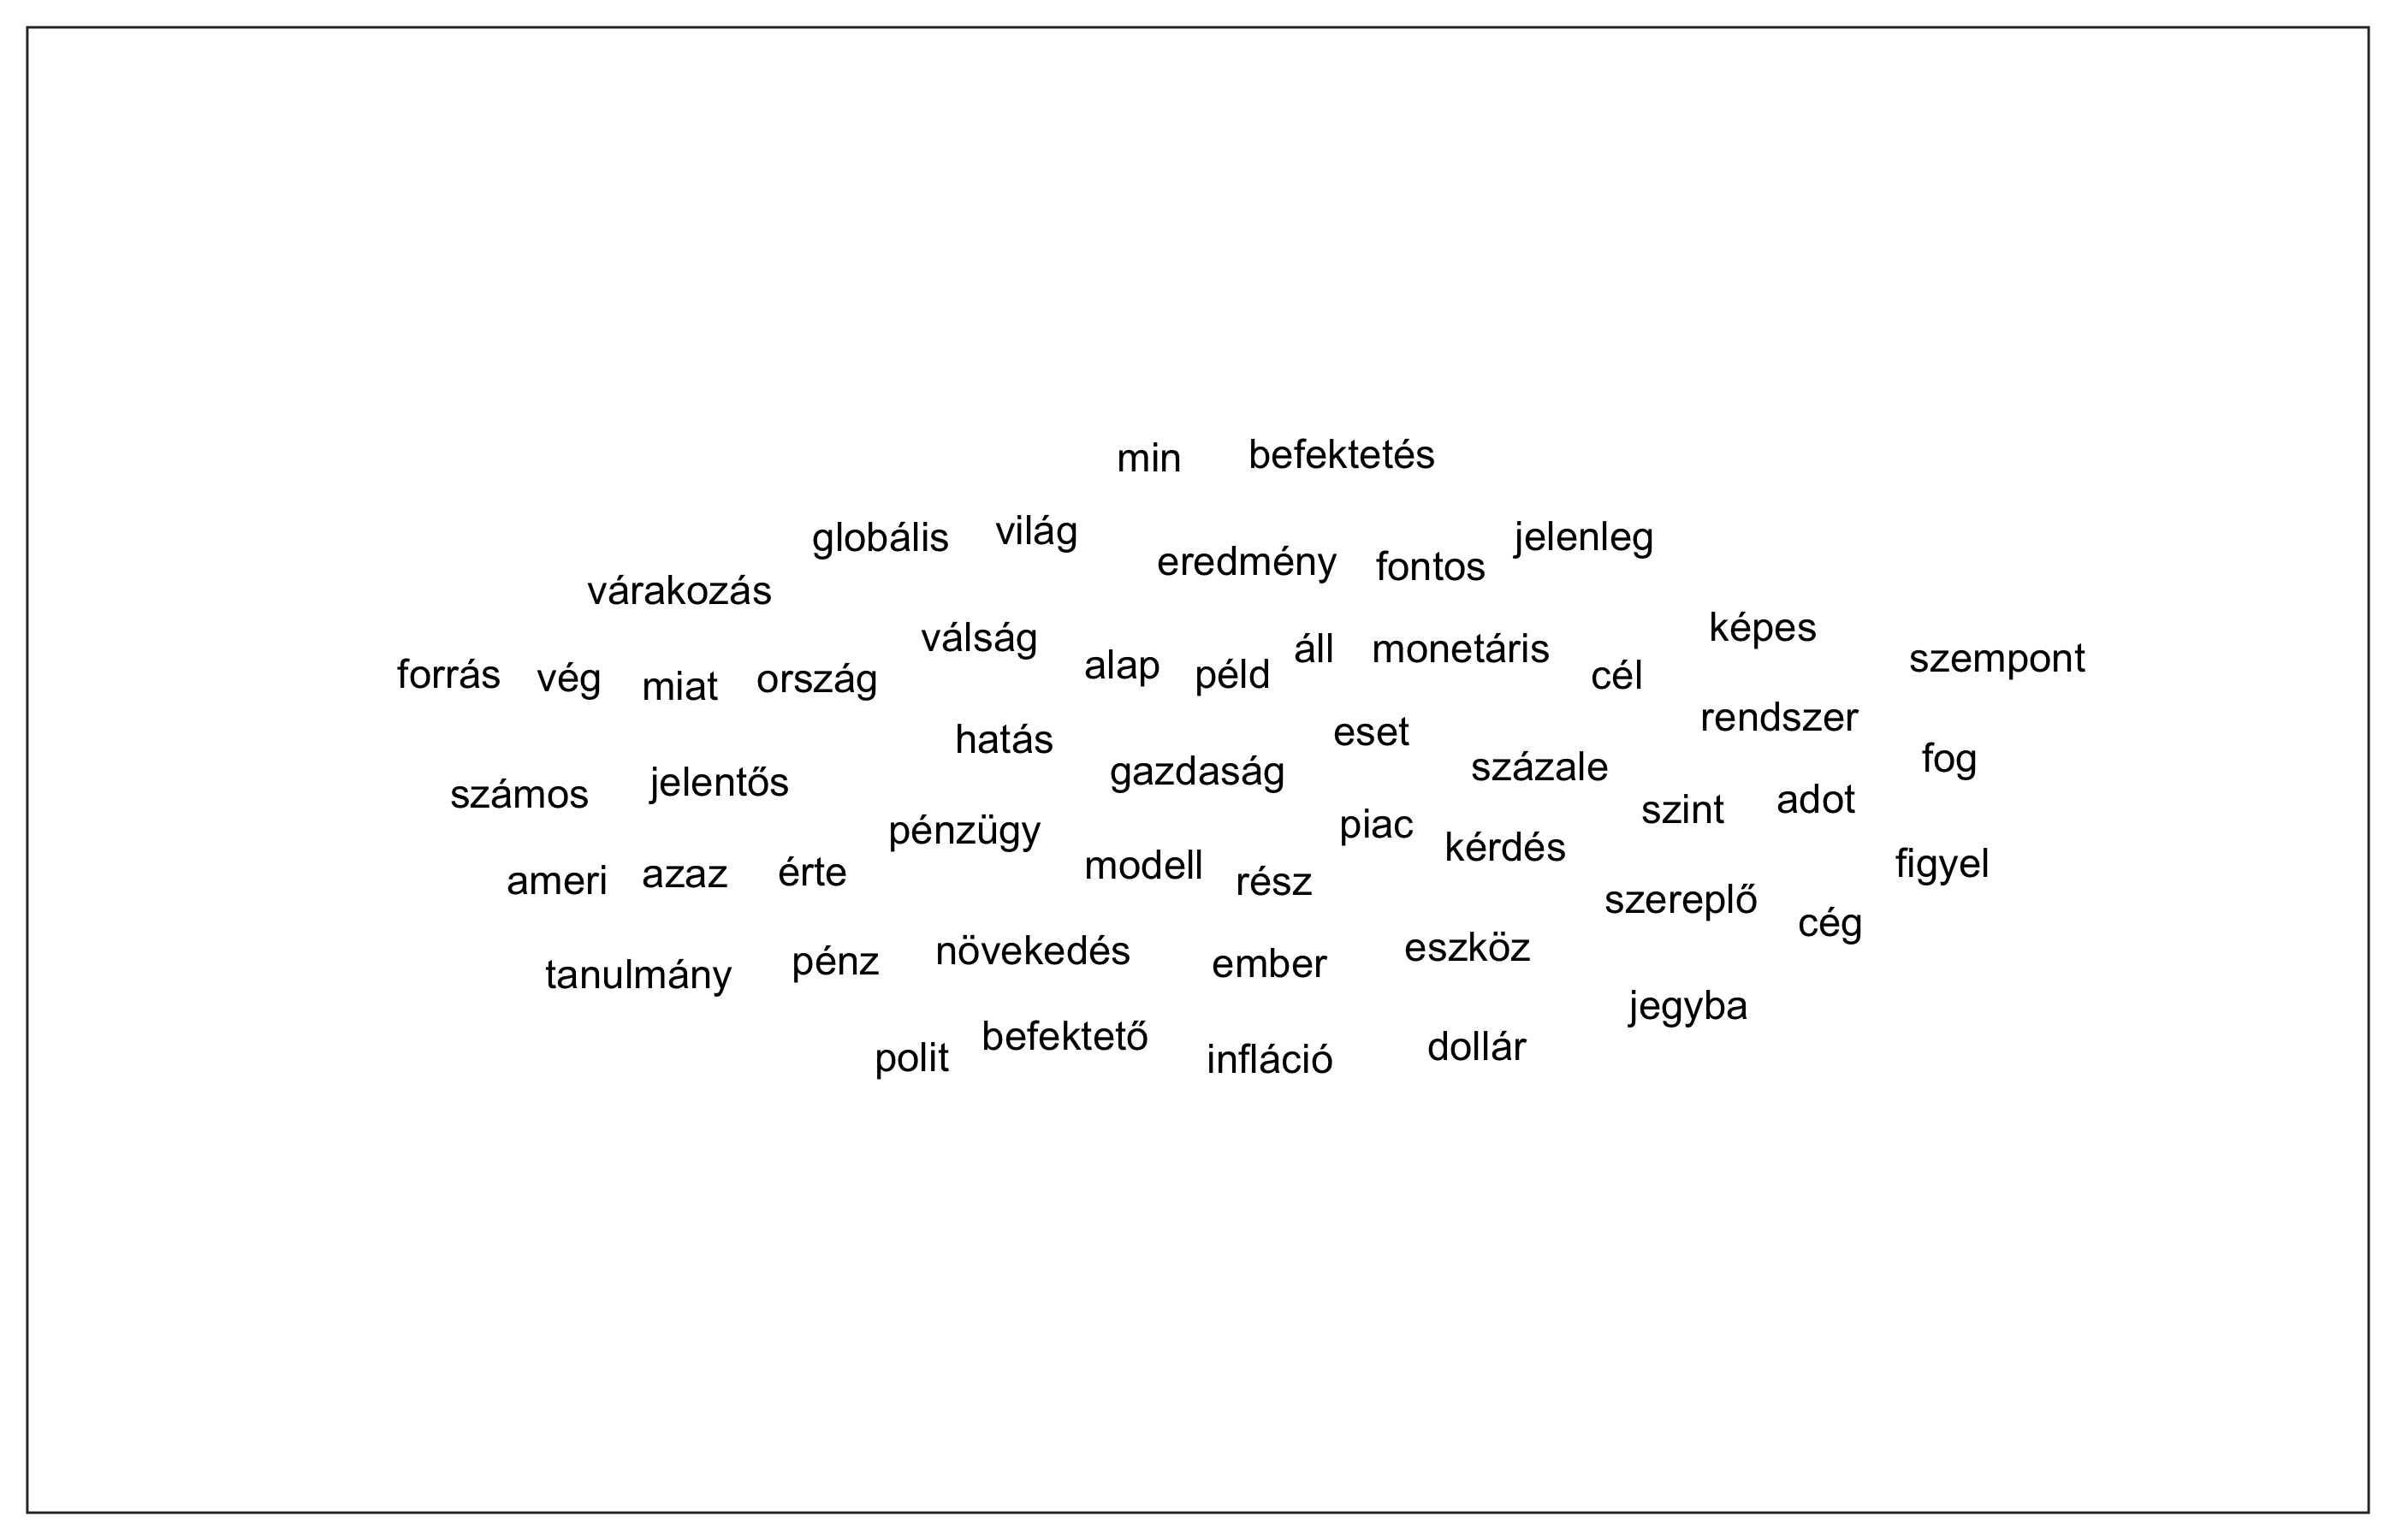 min befektetés
globális világ eredmény fontos jelenleg
várakozás
válság áll monetáris képes szempont
forrás vég miat ország alap péld cél
hatás eset rendszer fog
számos jelentős gazdaság százale szint adot
pénzügy piac kérdés figyel
ameri azaz érte modell rész szereplő cég
tanulmány pénz növekedés ember eszköz
jegyba
polit befektető infláció dollár